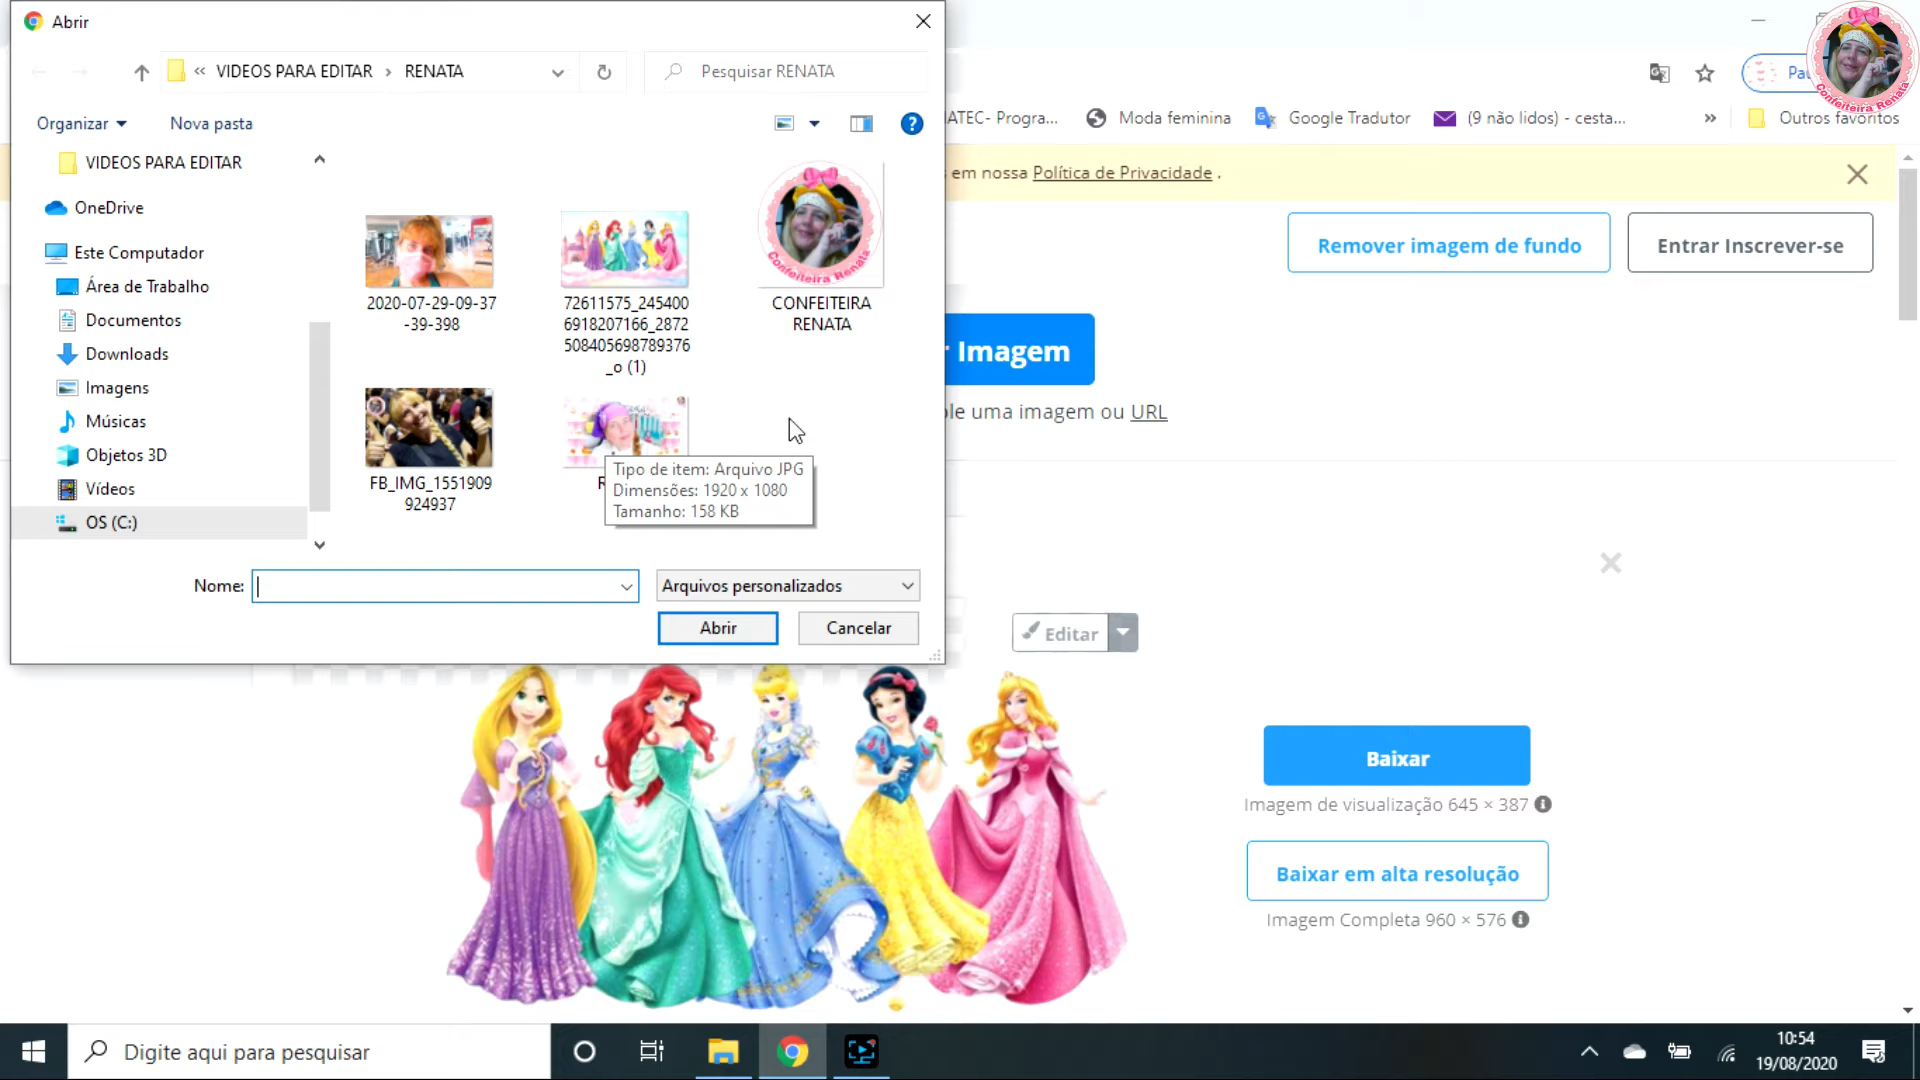 Abrir
VIDEOS PARA EDITAR
RENATA
Pesquisar RENATA
Organizar
Nova pasta
VIDEOS PARA EDITAR
OneDrive
Este Computador
Área de Trabalho
Documentos
Downloads
Imagens
Músicas
Objetos 3D
Vídeos
OS (C:)
2020-07-29-09-37
-39-398
72611575_245400
6918207166_2872
508405698789376
_o (1)
Confeiteira Renata
CONFEITEIRA
RENATA
FB_IMG_1551909
924937
R
Tipo de item: Arquivo JPG
Dimensões: 1920 x 1080
Tamanho: 158 KB
Nome:
Arquivos personalizados
Abrir
Cancelar
Confeiteira Renata
ATEC- Progra...
Moda feminina
Google Tradutor
(9 não lidos) - cesta...
»
Outros favoritos
em nossa Política de Privacidade .
Remover imagem de fundo
Entrar Inscrever-se
Imagem
le uma imagem ou URL
Editar
Baixar
Imagem de visualização 645 × 387
Baixar em alta resolução
Imagem Completa 960 × 576
Digite aqui para pesquisar
10:54
19/08/2020